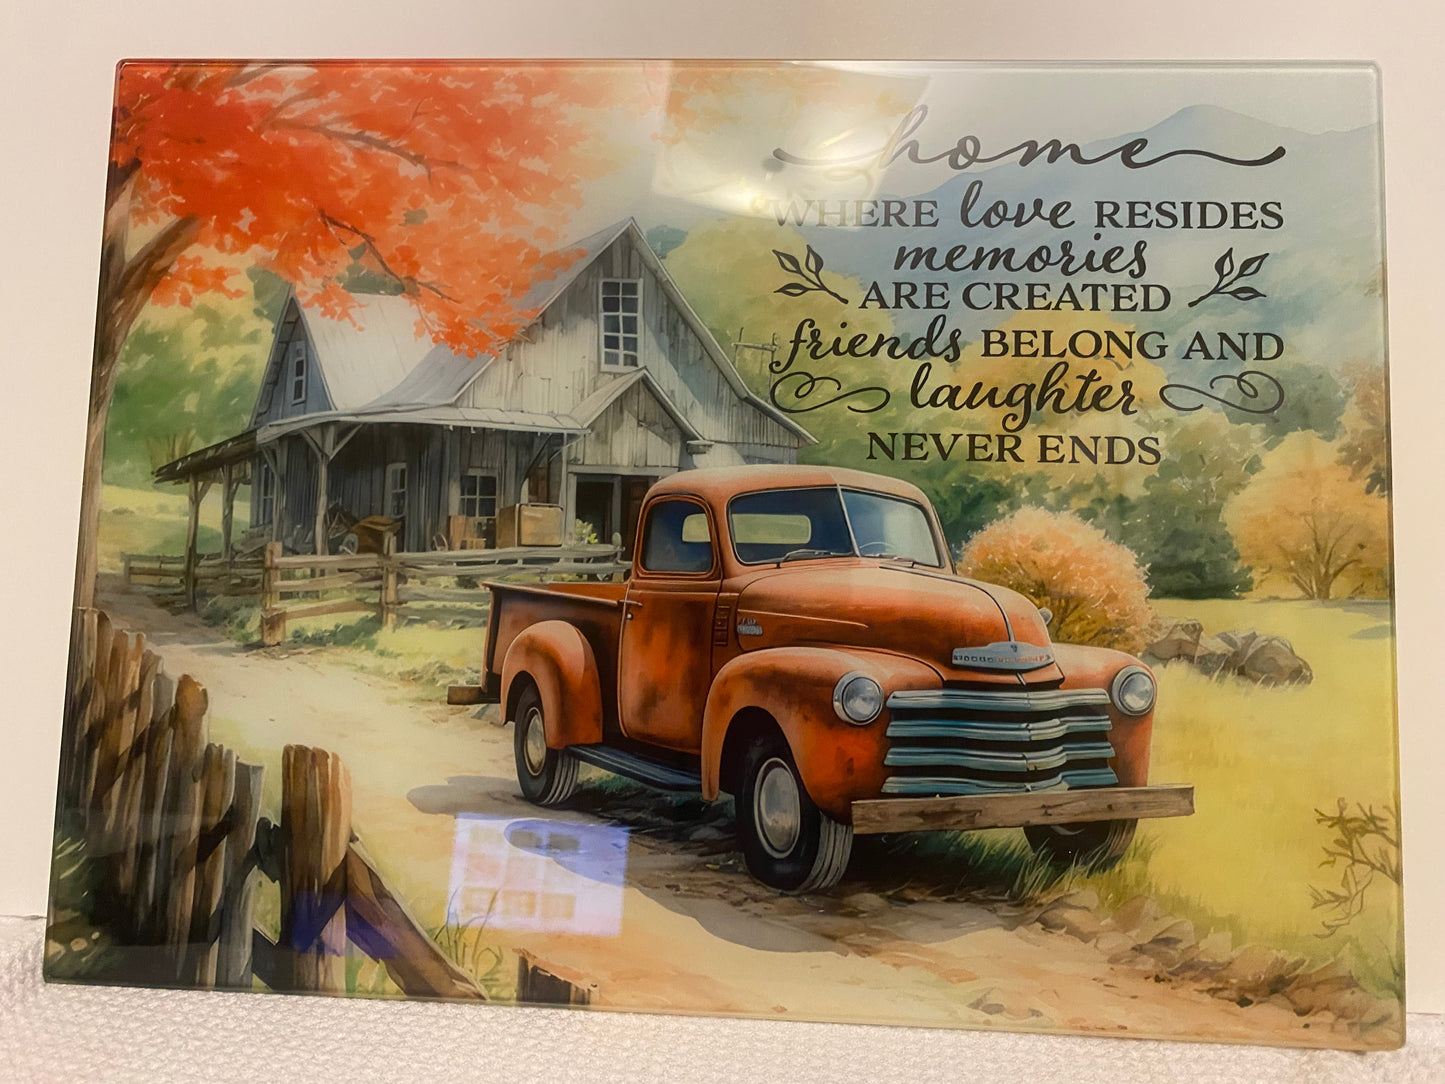 home
WHERE love RESIDES
memories
ARE CREATED
friends BELONG AND
laughter
NEVER ENDS